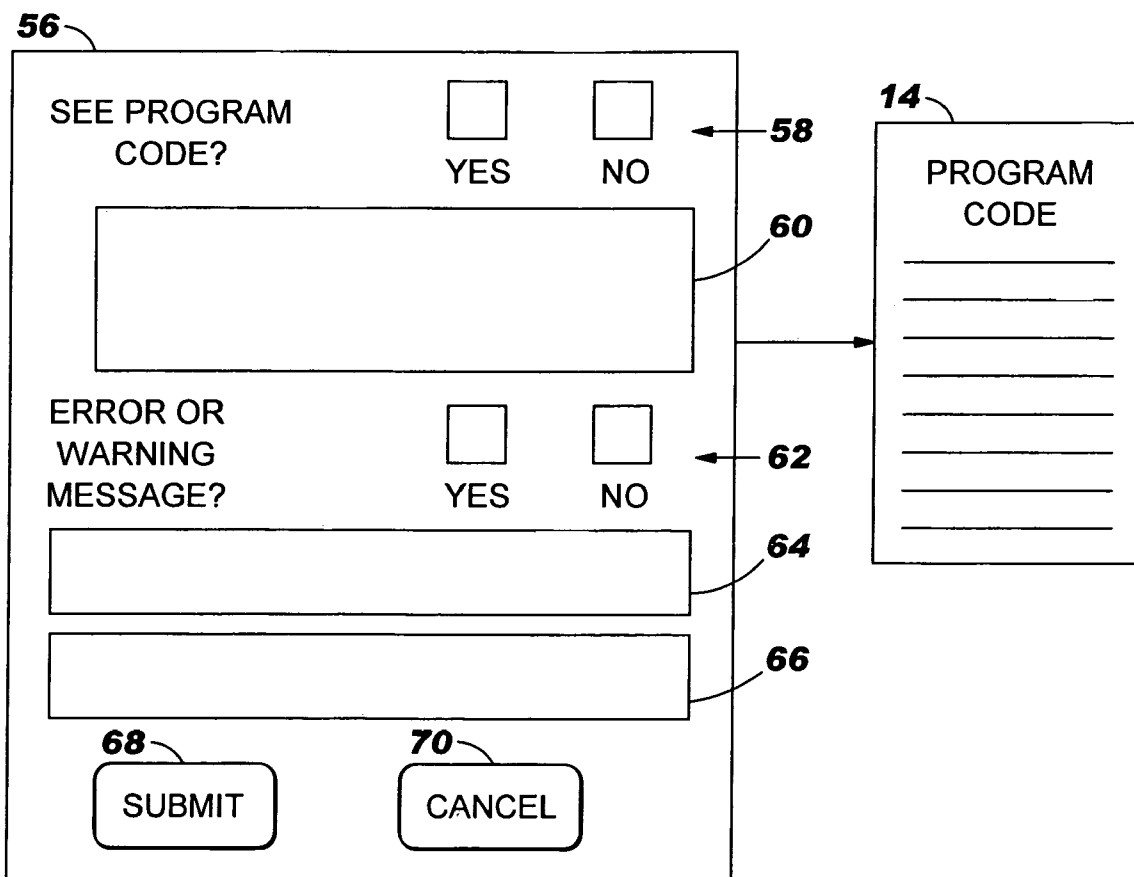 56
SEE PROGRAM
CODE?
YES
NO
58
14
PROGRAM
CODE
60
ERROR OR
WARNING
MESSAGE?
YES
NO
62
64
66
68
SUBMIT
70
CANCEL